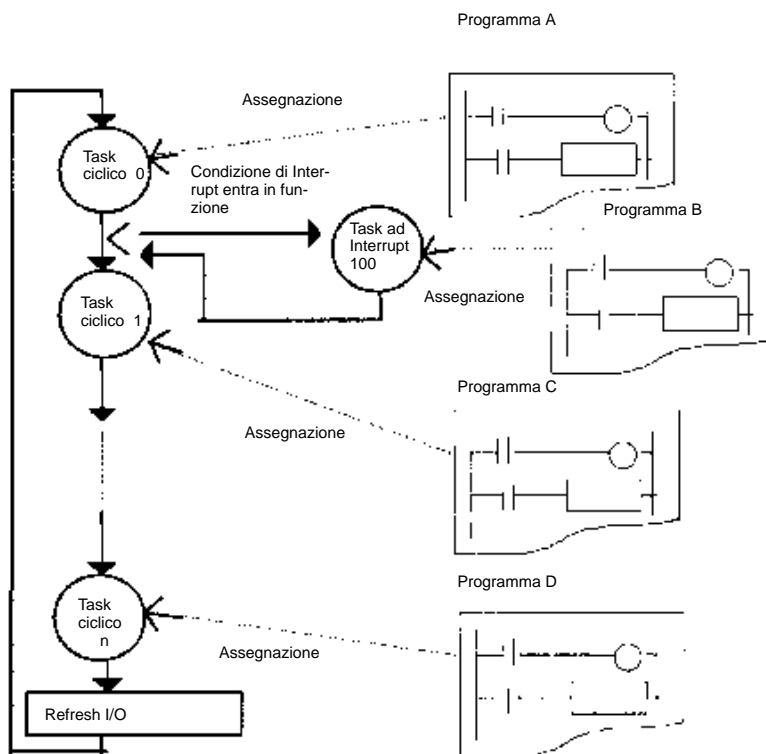 Programma A
Assegnazione
Task
ciclico 0
Condizione di Inter-
rupt entra in fun-
zione
Programma B
Task ad
Interrupt
100
Assegnazione
Task
ciclico 1
Programma C
Assegnazione
Programma D
Task
ciclico
n
Assegnazione
Refresh I/O